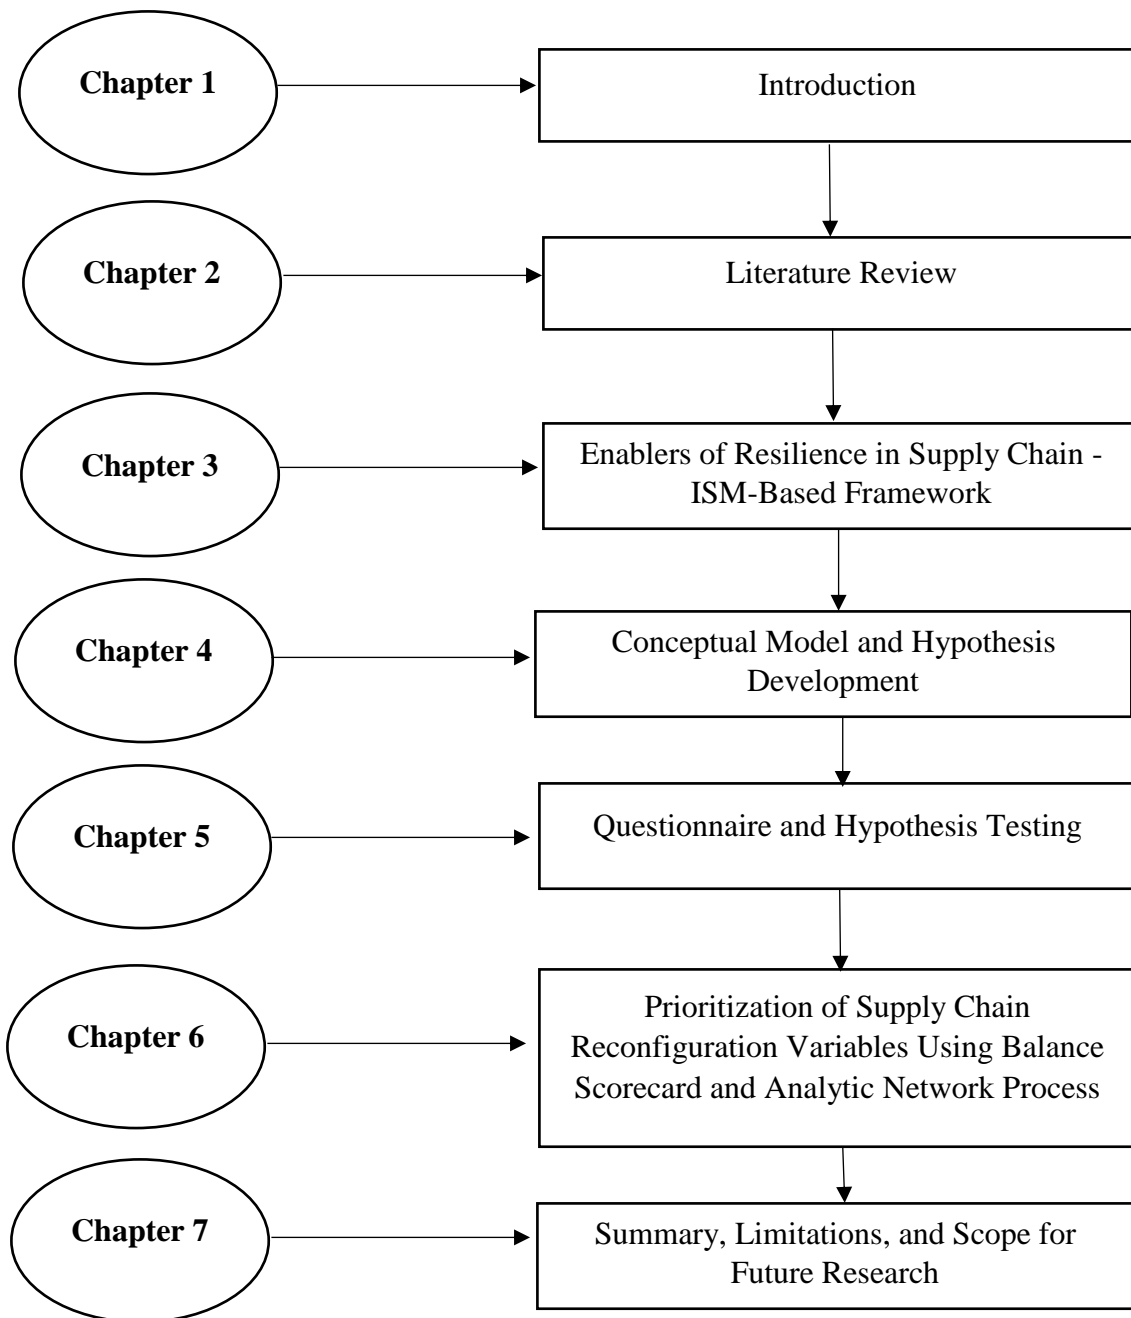 Chapter 1
Introduction
Chapter 2
Literature Review
Chapter 3
Enablers of Resilience in Supply Chain -
ISM-Based Framework
Chapter 4
Conceptual Model and Hypothesis
Development
Chapter 5
Questionnaire and Hypothesis Testing
Chapter 6
Prioritization of Supply Chain
Reconfiguration Variables Using Balance
Scorecard and Analytic Network Process
Chapter 7
Summary, Limitations, and Scope for
Future Research